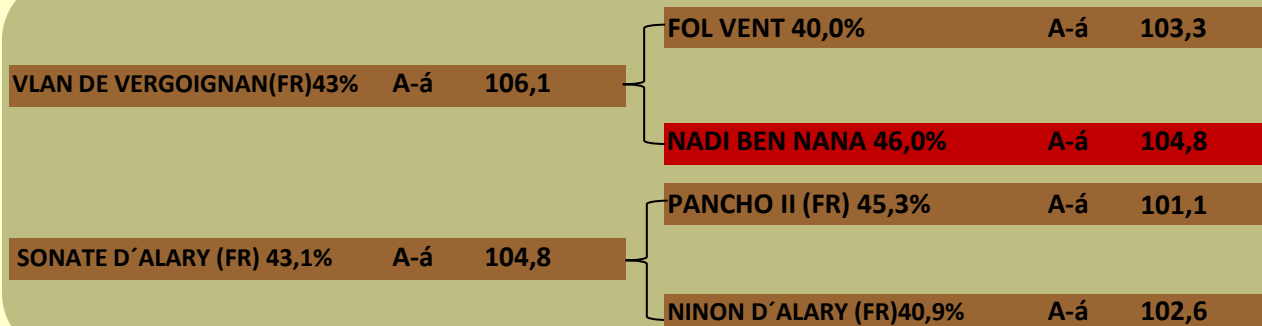 FOL VENT 40,0% A-á 103,3
VLAN DE VERGOIGNAN(FR)43% A-á 106,1
NADI BEN NANA 46,0% A-á 104,8
PANCHO II (FR) 45,3% A-á 101,1
SONATE D´ALARY (FR) 43,1% A-á 104,8
NINON D´ALARY (FR)40,9% A-á 102,6